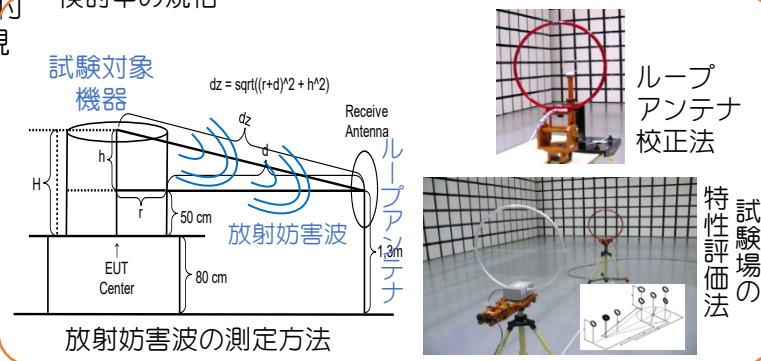 試験対象
機器
dz = sqrt((r+d)^2 + h^2)
Receive
Antenna
dz
d
h
H
r
50 cm
放射妨害波
ループアンテナ
1,3m
EUT
Center
80 cm
放射妨害波の測定方法
ループ
アンテナ
校正法
試験場の
特性評価法